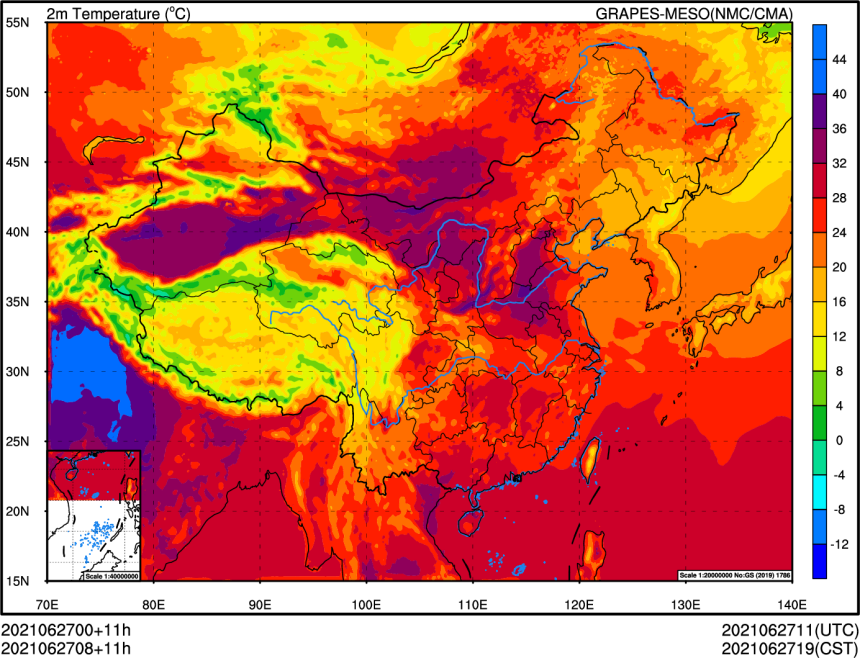 2m Temperature (°C) GRAPES-MESO(NMC/CMA)
55N
50N
45N
40N
35N
30N
25N
20N
15N
44
40
36
32
28
24
20
16
12
8
4
0
-4
-8
-12
Scale 1:40000000
Scale 1:20000000 No:GS (2019) 1786
70E 80E 90E 100E 110E 120E 130E 140E
2021062700+11h 2021062711(UTC)
2021062708+11h 2021062719(CST)